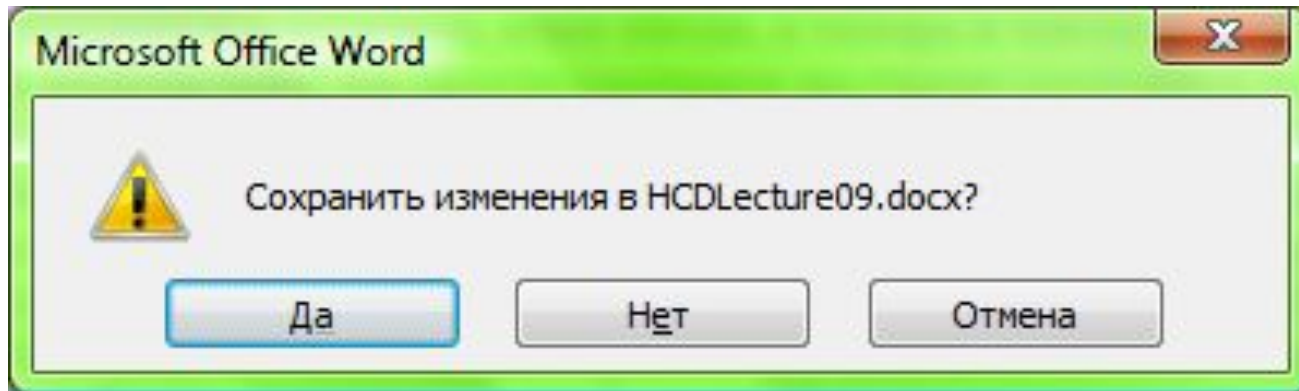 Microsoft Office Word
Сохранить изменения в HCDLecture09.docx?
Да Нет Отмена